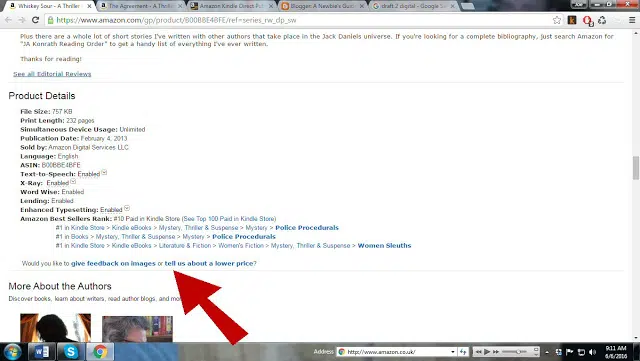 Whiskey Sour - A Thriller
The Agreement - A Thriller
Amazon Kindle Direct Pub
Blogger: A Newbie's Guid
draft 2 digital - Google S
Joe
https://www.amazon.com/gp/product/B00BBE4BFE/ref=series_rw_dp_sw
Plus there are a whole lot of short stories I've written with other authors that take place in the Jack Daniels universe. If you're looking for a complete bibliography, just search Amazon for
"JA Konrath Reading Order" to get a handy list of everything I've ever written.
Thanks for reading!
See all Editorial Reviews
Product Details
File Size: 757 KB
Print Length: 232 pages
Simultaneous Device Usage: Unlimited
Publication Date: February 4, 2013
Sold by: Amazon Digital Services LLC
Language: English
ASIN: B00BBE4BFE
Text-to-Speech: Enabled
X-Ray: Enabled
Word Wise: Enabled
Lending: Enabled
Enhanced Typesetting: Enabled
Amazon Best Sellers Rank: #10 Paid in Kindle Store (See Top 100 Paid in Kindle Store)
#1 in Kindle Store > Kindle eBooks > Mystery, Thriller & Suspense > Mystery > Police Procedurals
#1 in Books > Mystery, Thriller & Suspense > Mystery > Police Procedurals
#1 in Kindle Store > Kindle eBooks > Literature & Fiction > Women's Fiction > Mystery, Thriller & Suspense > Women Sleuths
Would you like to give feedback on images or tell us about a lower price?
More About the Authors
Discover books, learn about writers, read author blogs, and mo
Address
http://www.amazon.co.uk/
9:11 AM
6/6/2016